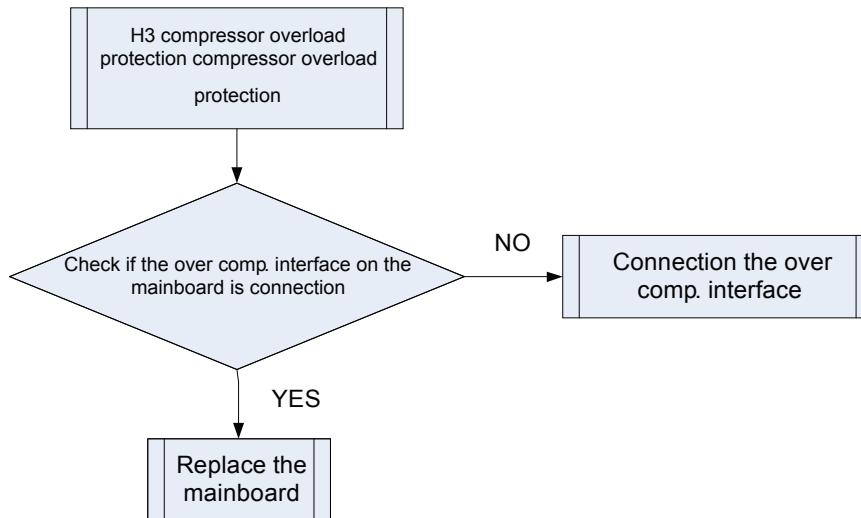 H3 compressor overload
protection compressor overload
protection
Check if the over comp. interface on the
mainboard is connection
NO
Connection the over
comp. interface
YES
Replace the
mainboard